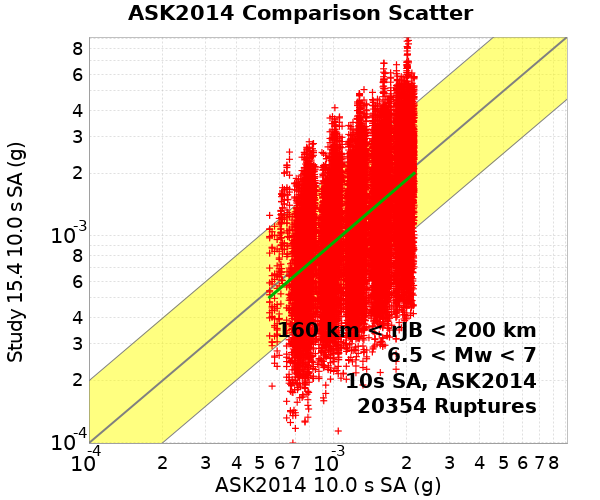 ASK2014 Comparison Scatter
Study 15.4 10.0 s SA (g)
8
6
4
3
2
10-3
8
6
4
3
2
10-4
160 km < rJB < 200 km
6.5 < Mw < 7
10s SA, ASK2014
20354 Ruptures
10-4 2 3 4 5 6 7 10-3 2 3 4 5 6 7 8
ASK2014 10.0 s SA (g)